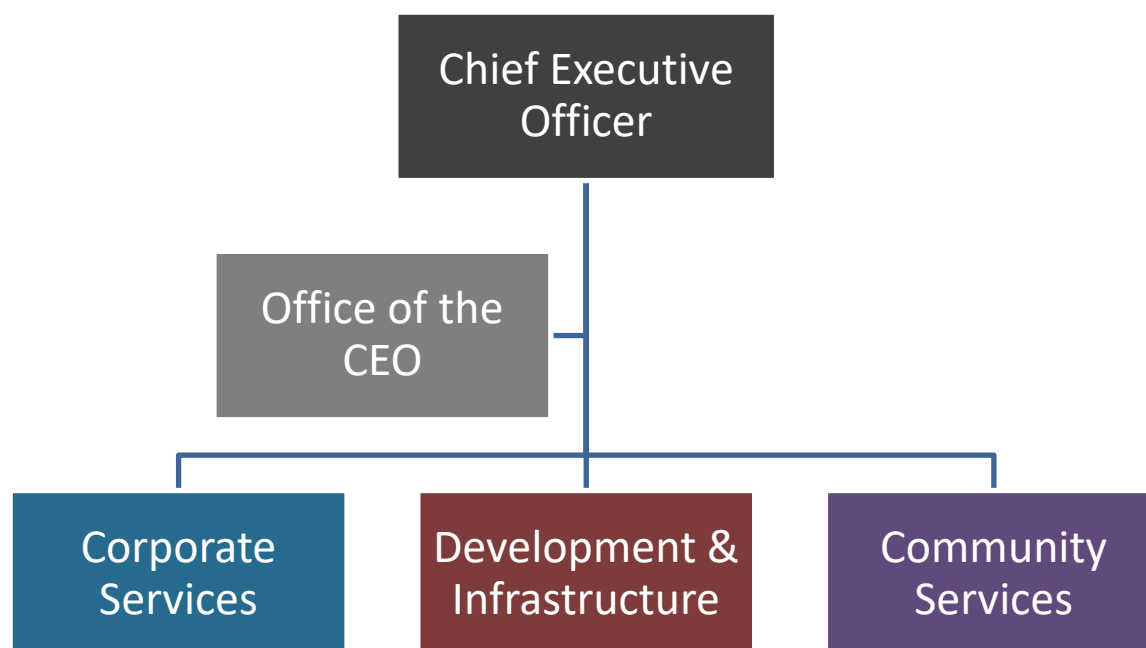 Chief Executive
Officer
Office of the
CEO
Corporate
Services
Development &
Infrastructure
Community
Services